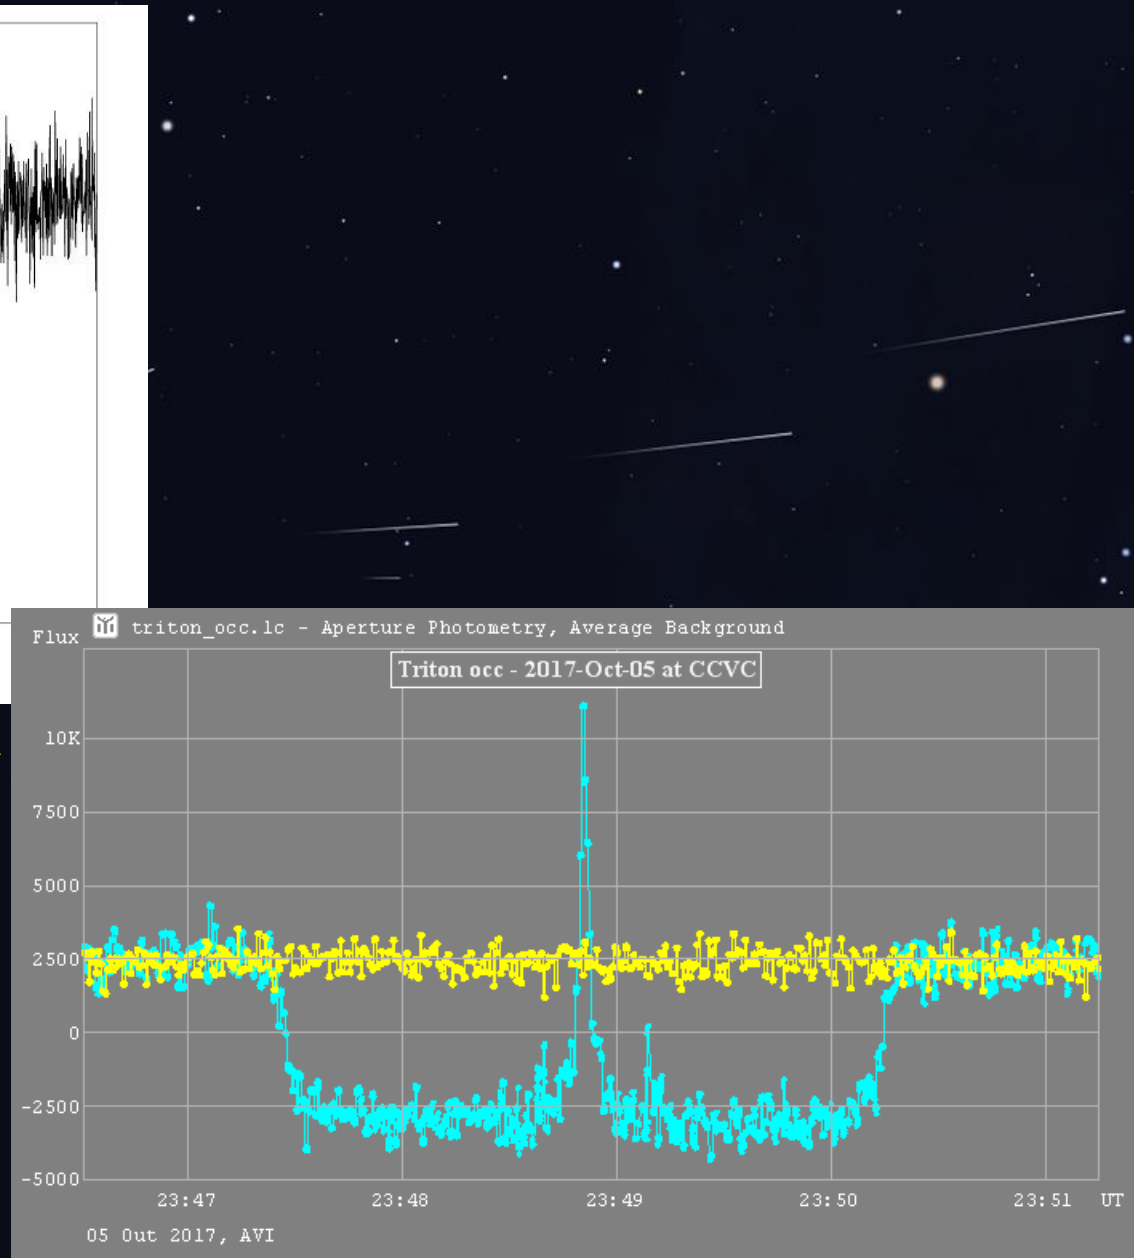 Flux
triton_occ.lc - Aperture Photometry, Average Background
Triton occ - 2017-Oct-05 at CCVC
10K
7500
5000
2500
0
-2500
-5000
23:47 23:48 23:49 23:50 23:51 UT
05 Out 2017, AVI